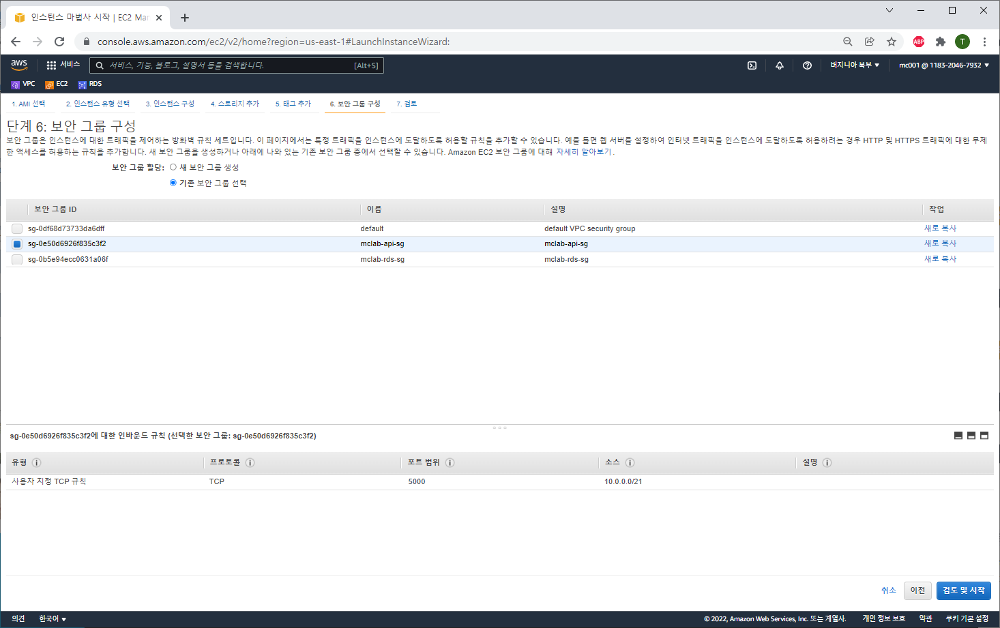 인스턴스 마법사 시작 | EC2 Mar
console.aws.amazon.com/ec2/v2/home?region=us-east-1#LaunchInstanceWizard:
ABP
T
aws 서비스 서비스, 기능, 블로그, 설명서 등을 검색합니다. [Alt+S] 버지니아 북부 mc001 @ 1183-2046-7932
VPC EC2 RDS
1. AMI 선택 2. 인스턴스 유형 선택 3. 인스턴스 구성 4. 스토리지 추가 5. 태그 추가 6. 보안 그룹 구성 7. 검토
단계 6: 보안 그룹 구성
보안 그룹은 인스턴스에 대한 트래픽을 제어하는 방화벽 규칙 세트입니다. 이 페이지에서는 특정 트래픽을 인스턴스에 도달하도록 허용할 규칙을 추가할 수 있습니다. 예를 들면 웹 서버를 설정하여 인터넷 트래픽을 인스턴스에 도달하도록 허용하려는 경우 HTTP 및 HTTPS 트래픽에 대한 무제
한 액세스를 허용하는 규칙을 추가합니다. 새 보안 그룹을 생성하거나 아래에 나와 있는 기존 보안 그룹 중에서 선택할 수 있습니다. Amazon EC2 보안 그룹에 대해 자세히 알아보기.
보안 그룹 할당: 새 보안 그룹 생성
기존 보안 그룹 선택
보안 그룹 ID 이름 설명 작업
sg-0df68d73733da6dff default default VPC security group 새로 복사
sg-0e50d6926f835c3f2 mclab-api-sg mclab-api-sg 새로 복사
sg-0b5e94ecc0631a06f mclab-rds-sg mclab-rds-sg 새로 복사
sg-0e50d6926f835c3f2에 대한 인바운드 규칙 (선택한 보안 그룹: sg-0e50d6926f835c3f2)
유형 프로토콜 포트 범위 소스 설명
사용자 지정 TCP 규칙 TCP 5000 10.0.0.0/21
취소 이전 검토 및 시작
의견 한국어 © 2022, Amazon Web Services, Inc. 또는 계열사. 개인 정보 보호 약관 쿠키 기본 설정